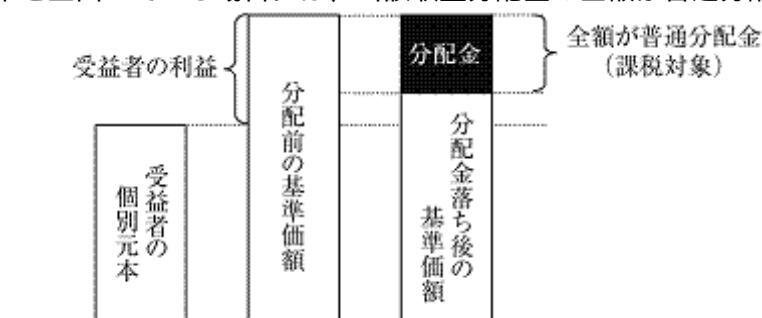 受益者の利益
分配前の基準価額
分配金
全額が普通分配金
(課税対象)
受益者の
個別元本
分配金落ち後の
基準価額